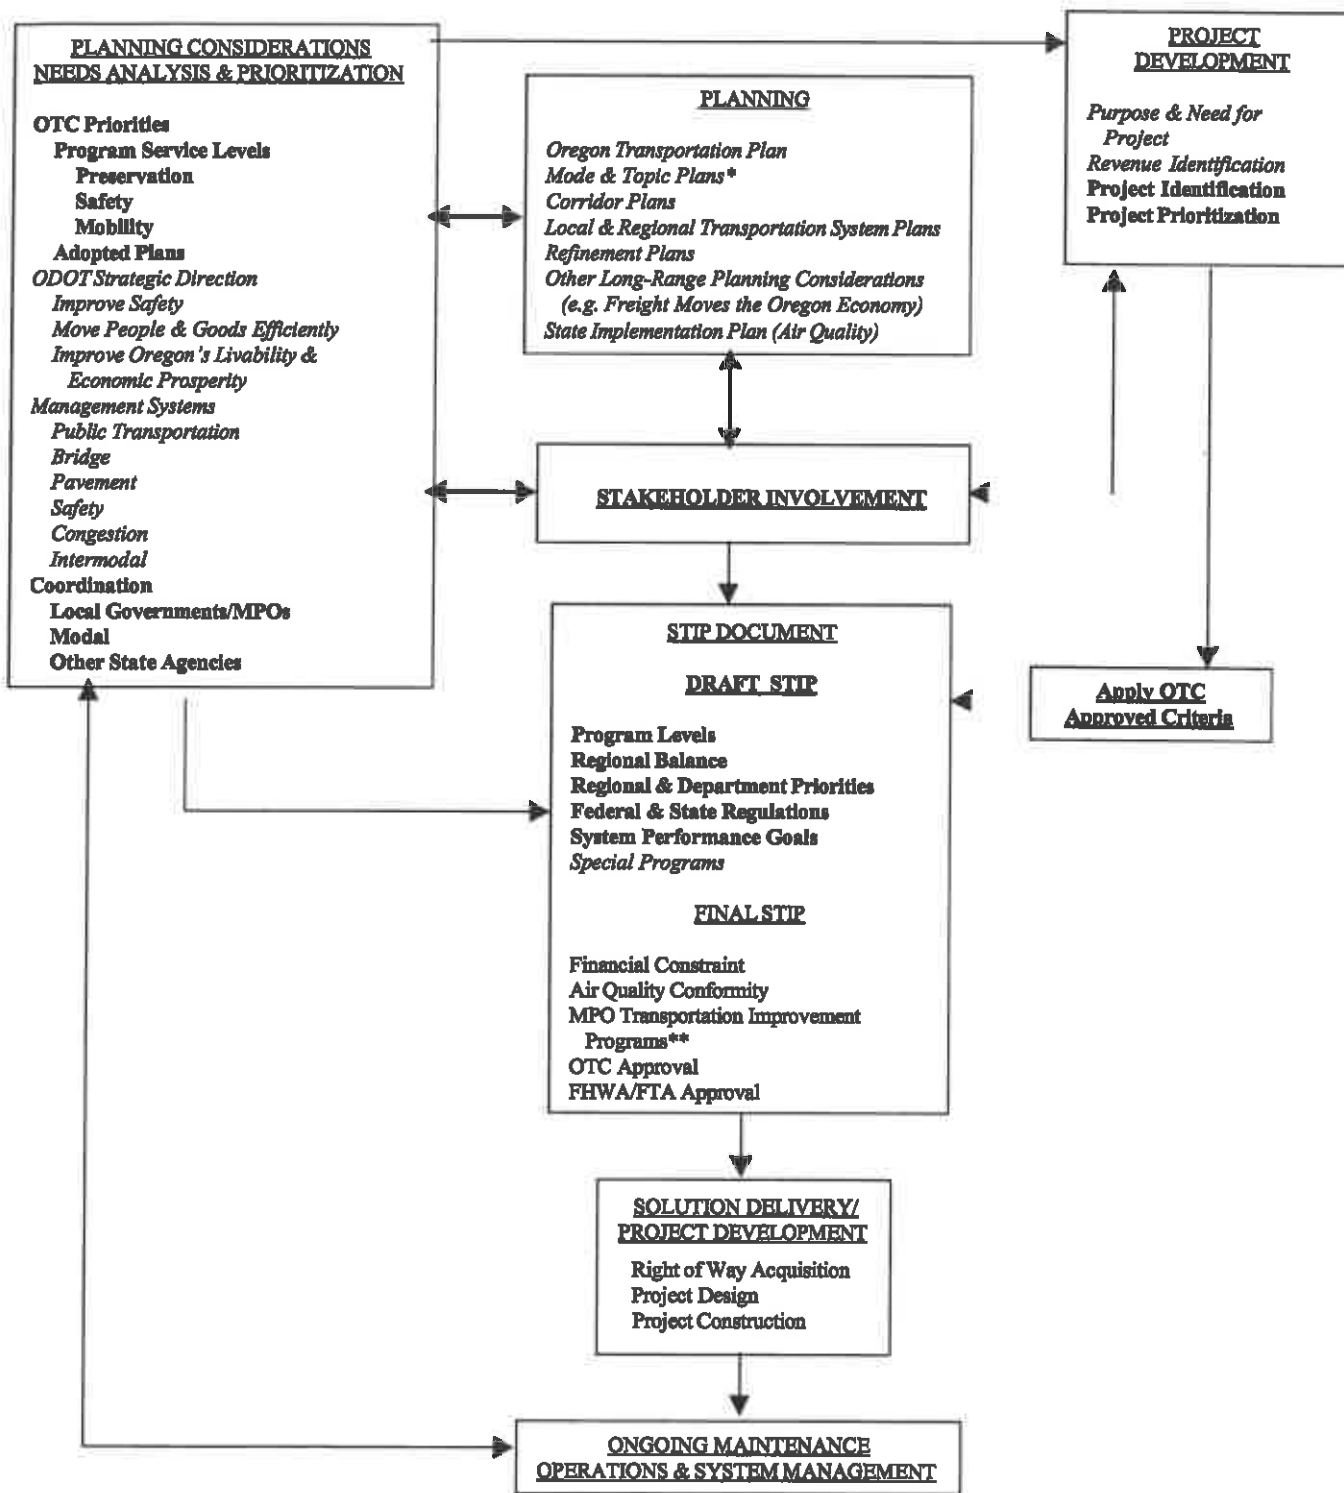 PLANNING CONSIDERATIONS
NEEDS ANALYSIS & PRIORITIZATION
OTC Priorities
Program Service Levels
Preservation
Safety
Mobility
Adopted Plans
ODOT Strategic Direction
Improve Safety
Move People & Goods Efficiently
Improve Oregon's Livability &
Economic Prosperity
Management Systems
Public Transportation
Bridge
Pavement
Safety
Congestion
Intermodal
Coordination
Local Governments/MPOs
Modal
Other State Agencies
PLANNING
Oregon Transportation Plan
Mode & Topic Plans*
Corridor Plans
Local & Regional Transportation System Plans
Refinement Plans
Other Long-Range Planning Considerations
(e.g. Freight Moves the Oregon Economy)
State Implementation Plan (Air Quality)
PROJECT
DEVELOPMENT
Purpose & Need for
Project
Revenue Identification
Project Identification
Project Prioritization
STAKEHOLDER INVOLVEMENT
Apply OTC
Approved Criteria
STIP DOCUMENT
DRAFT STIP
Program Levels
Regional Balance
Regional & Department Priorities
Federal & State Regulations
System Performance Goals
Special Programs
FINAL STIP
Financial Constraint
Air Quality Conformity
MPO Transportation Improvement
Programs**
OTC Approval
FHWA/FTA Approval
SOLUTION DELIVERY/
PROJECT DEVELOPMENT
Right of Way Acquisition
Project Design
Project Construction
ONGOING MAINTENANCE
OPERATIONS & SYSTEM MANAGEMENT